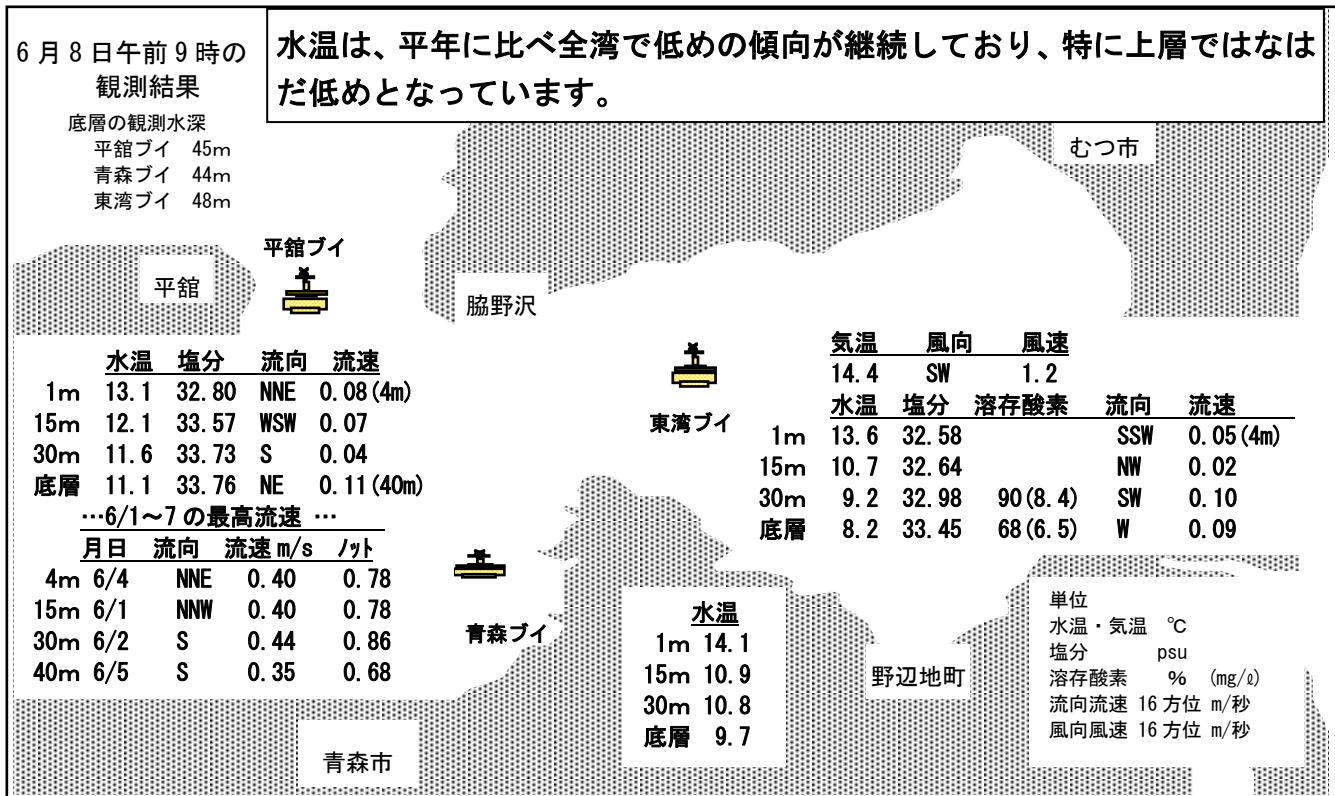 6月8日午前9時の
観測結果
水温は、平年に比べ全湾で低めの傾向が継続しており、特に上層ではなは
だ低めとなっています。
底層の観測水深
平舘ブイ 45m
青森ブイ 44m
東湾ブイ 48m
むつ市
平舘ブイ
平舘
脇野沢
水温 塩分 流向 流速
1m 13.1 32.80 NNE 0.08(4m)
15m 12.1 33.57 WSW 0.07
30m 11.6 33.73 S 0.04
底層 11.1 33.76 NE 0.11(40m)
…6/1～7の最高流速 …
月日 流向 流速m/s ﾉｯﾄ
4m 6/4 NNE 0.40 0.78
15m 6/1 NNW 0.40 0.78
30m 6/2 S 0.44 0.86
40m 6/5 S 0.35 0.68
東湾ブイ
気温 風向 風速
14.4 SW 1.2
水温 塩分 溶存酸素 流向 流速
1m 13.6 32.58 SSW 0.05(4m)
15m 10.7 32.64 NW 0.02
30m 9.2 32.98 90(8.4) SW 0.10
底層 8.2 33.45 68(6.5) W 0.09
青森ブイ
水温
1m 14.1
15m 10.9
30m 10.8
底層 9.7
野辺地町
青森市
単位
水温・気温 ℃
塩分 psu
溶存酸素 % (mg/ℓ)
流向流速 16方位 m/秒
風向風速 16方位 m/秒